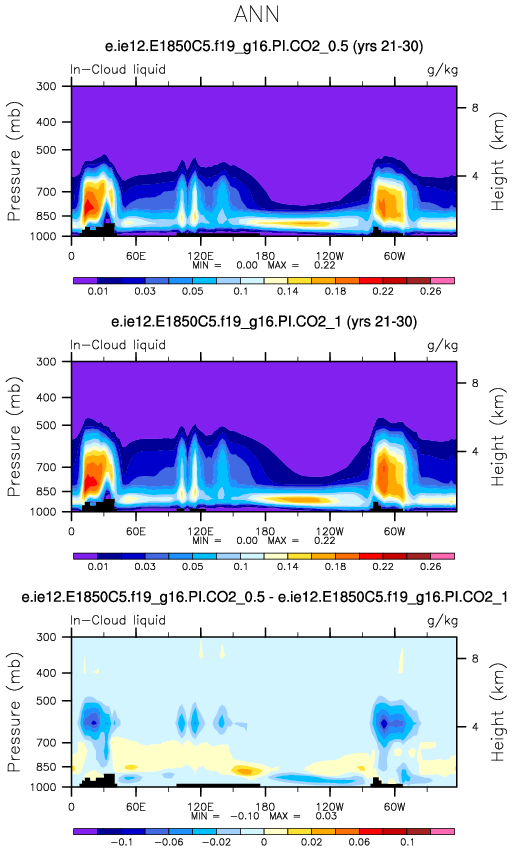 ANN
e.ie12.E1850C5.f19_g16.PI.CO2_0.5 (yrs 21-30)
In-Cloud liquid g/kg
300
400
500
700
850
1000
Pressure (mb)
8
4
Height (km)
0 60E 120E 180 120W 60W
MIN = 0.00 MAX = 0.22
0.01 0.03 0.05 0.1 0.14 0.18 0.22 0.26
e.ie12.E1850C5.f19_g16.PI.CO2_1 (yrs 21-30)
In-Cloud liquid g/kg
300
400
500
700
850
1000
Pressure (mb)
8
4
Height (km)
0 60E 120E 180 120W 60W
MIN = 0.00 MAX = 0.22
0.01 0.03 0.05 0.1 0.14 0.18 0.22 0.26
e.ie12.E1850C5.f19_g16.PI.CO2_0.5 - e.ie12.E1850C5.f19_g16.PI.CO2_1
In-Cloud liquid g/kg
300
400
500
700
850
1000
Pressure (mb)
8
4
Height (km)
0 60E 120E 180 120W 60W
MIN = -0.10 MAX = 0.03
-0.1 -0.06 -0.02 0 0.02 0.06 0.1